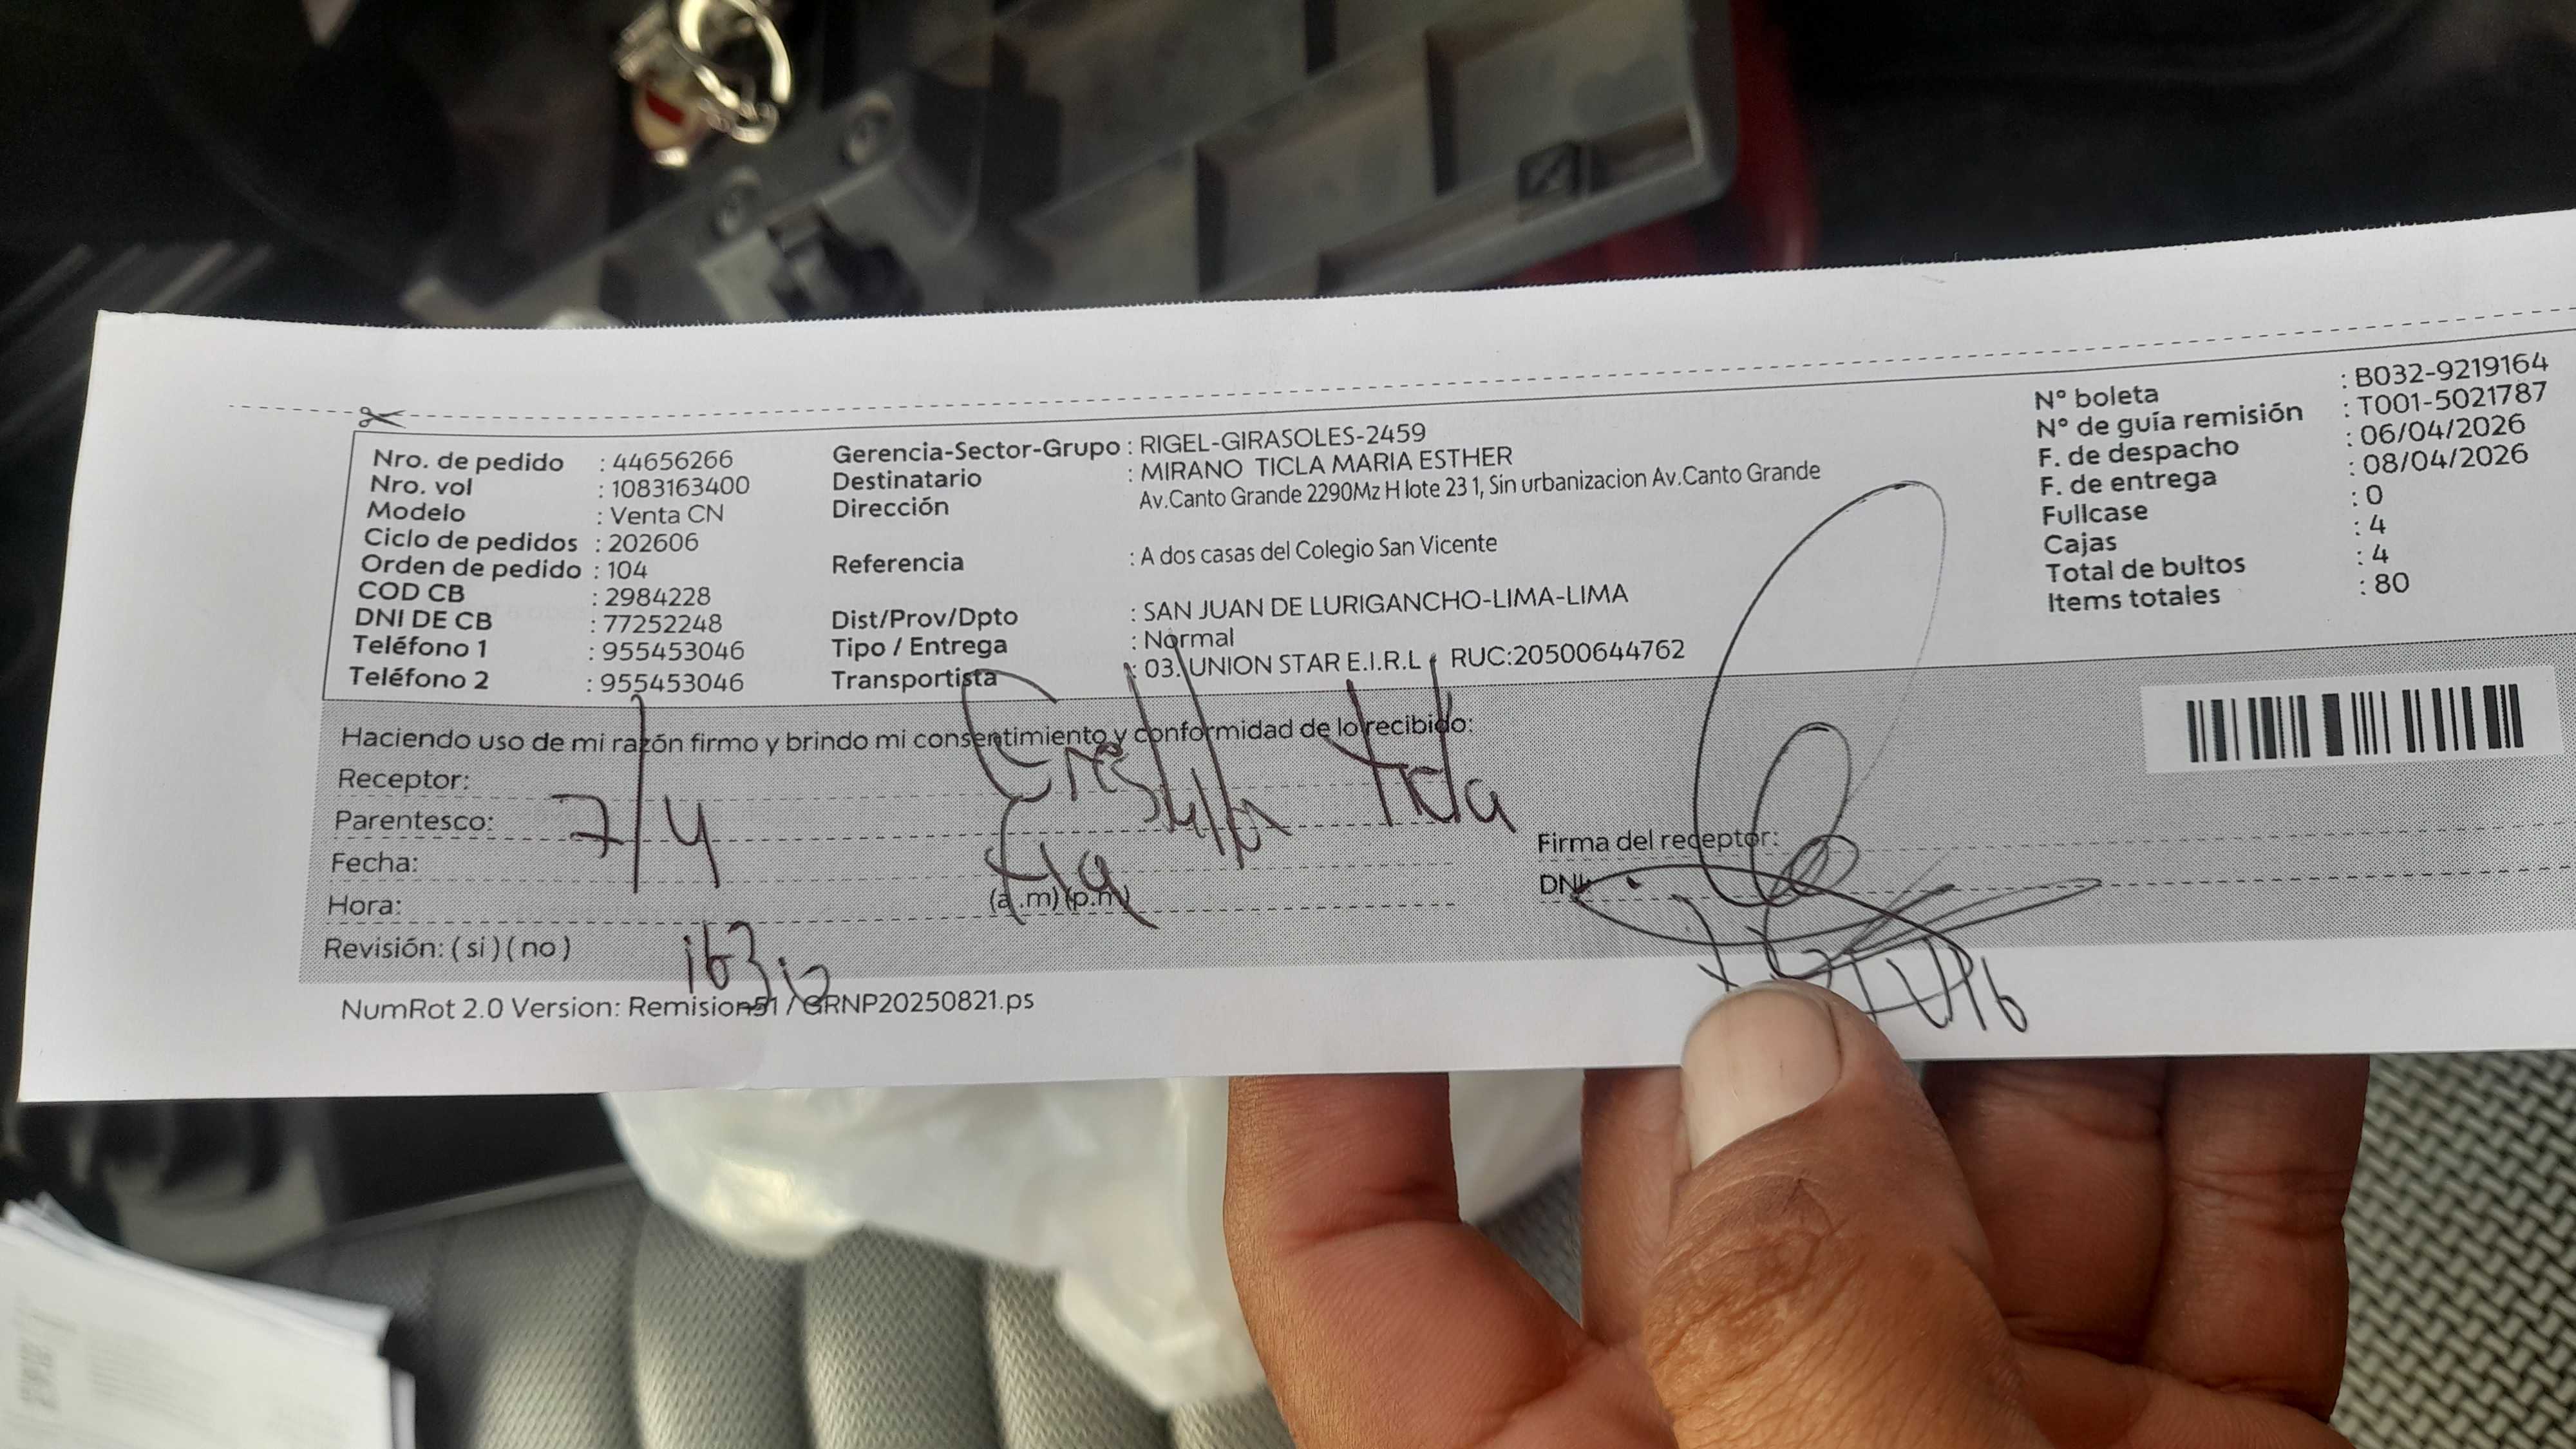 Nro. de pedido : 44656266
Nro. vol : 1083163400
Modelo : Venta CN
Ciclo de pedidos : 202606
Orden de pedido : 104
COD CB : 2984228
DNI DE CB : 77252248
Teléfono 1 : 955453046
Teléfono 2 : 955453046
Gerencia-Sector-Grupo : RIGEL-GIRASOLES-2459
Destinatario : MIRANO TICLA MARIA ESTHER
Dirección Av.Canto Grande 2290Mz H lote 23 1, Sin urbanizacion Av.Canto Grande
Referencia : A dos casas del Colegio San Vicente
Dist/Prov/Dpto : SAN JUAN DE LURIGANCHO-LIMA-LIMA
Tipo / Entrega : Normal
Transportista : 03. UNION STAR E.I.R.L RUC:20500644762
N° boleta : B032-9219164
N° de guía remisión : T001-5021787
F. de despacho : 06/04/2026
F. de entrega : 08/04/2026
Fullcase : 0
Cajas : 4
Total de bultos : 4
Items totales : 80
Haciendo uso de mi razón firmo y brindo mi consentimiento y conformidad de lo recibido:
Receptor: Ticla
Parentesco: 7/4 tia
Fecha:
Hora: (a .m) (p.m)
Revisión: ( si ) ( no )
Firma del receptor:
DNI:
NumRot 2.0 Version: Remision51 / GRNP20250821.ps